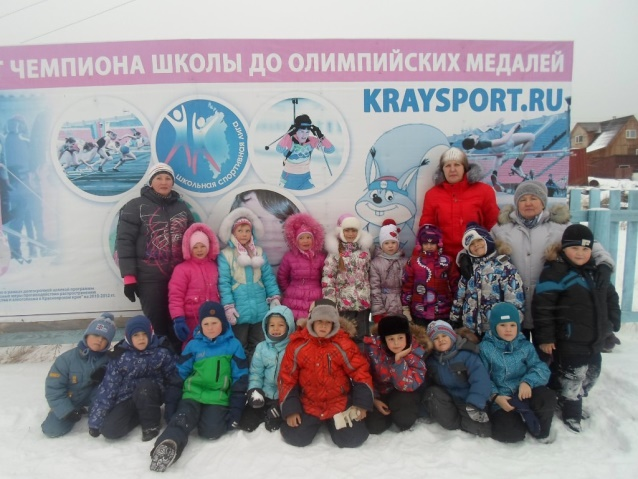 Т ЧЕМПИОНА ШКОЛЫ ДО ОЛИМПИЙСКИХ МЕДАЛЕЙ
KRAYSPORT.RU
школьная спортивная лига